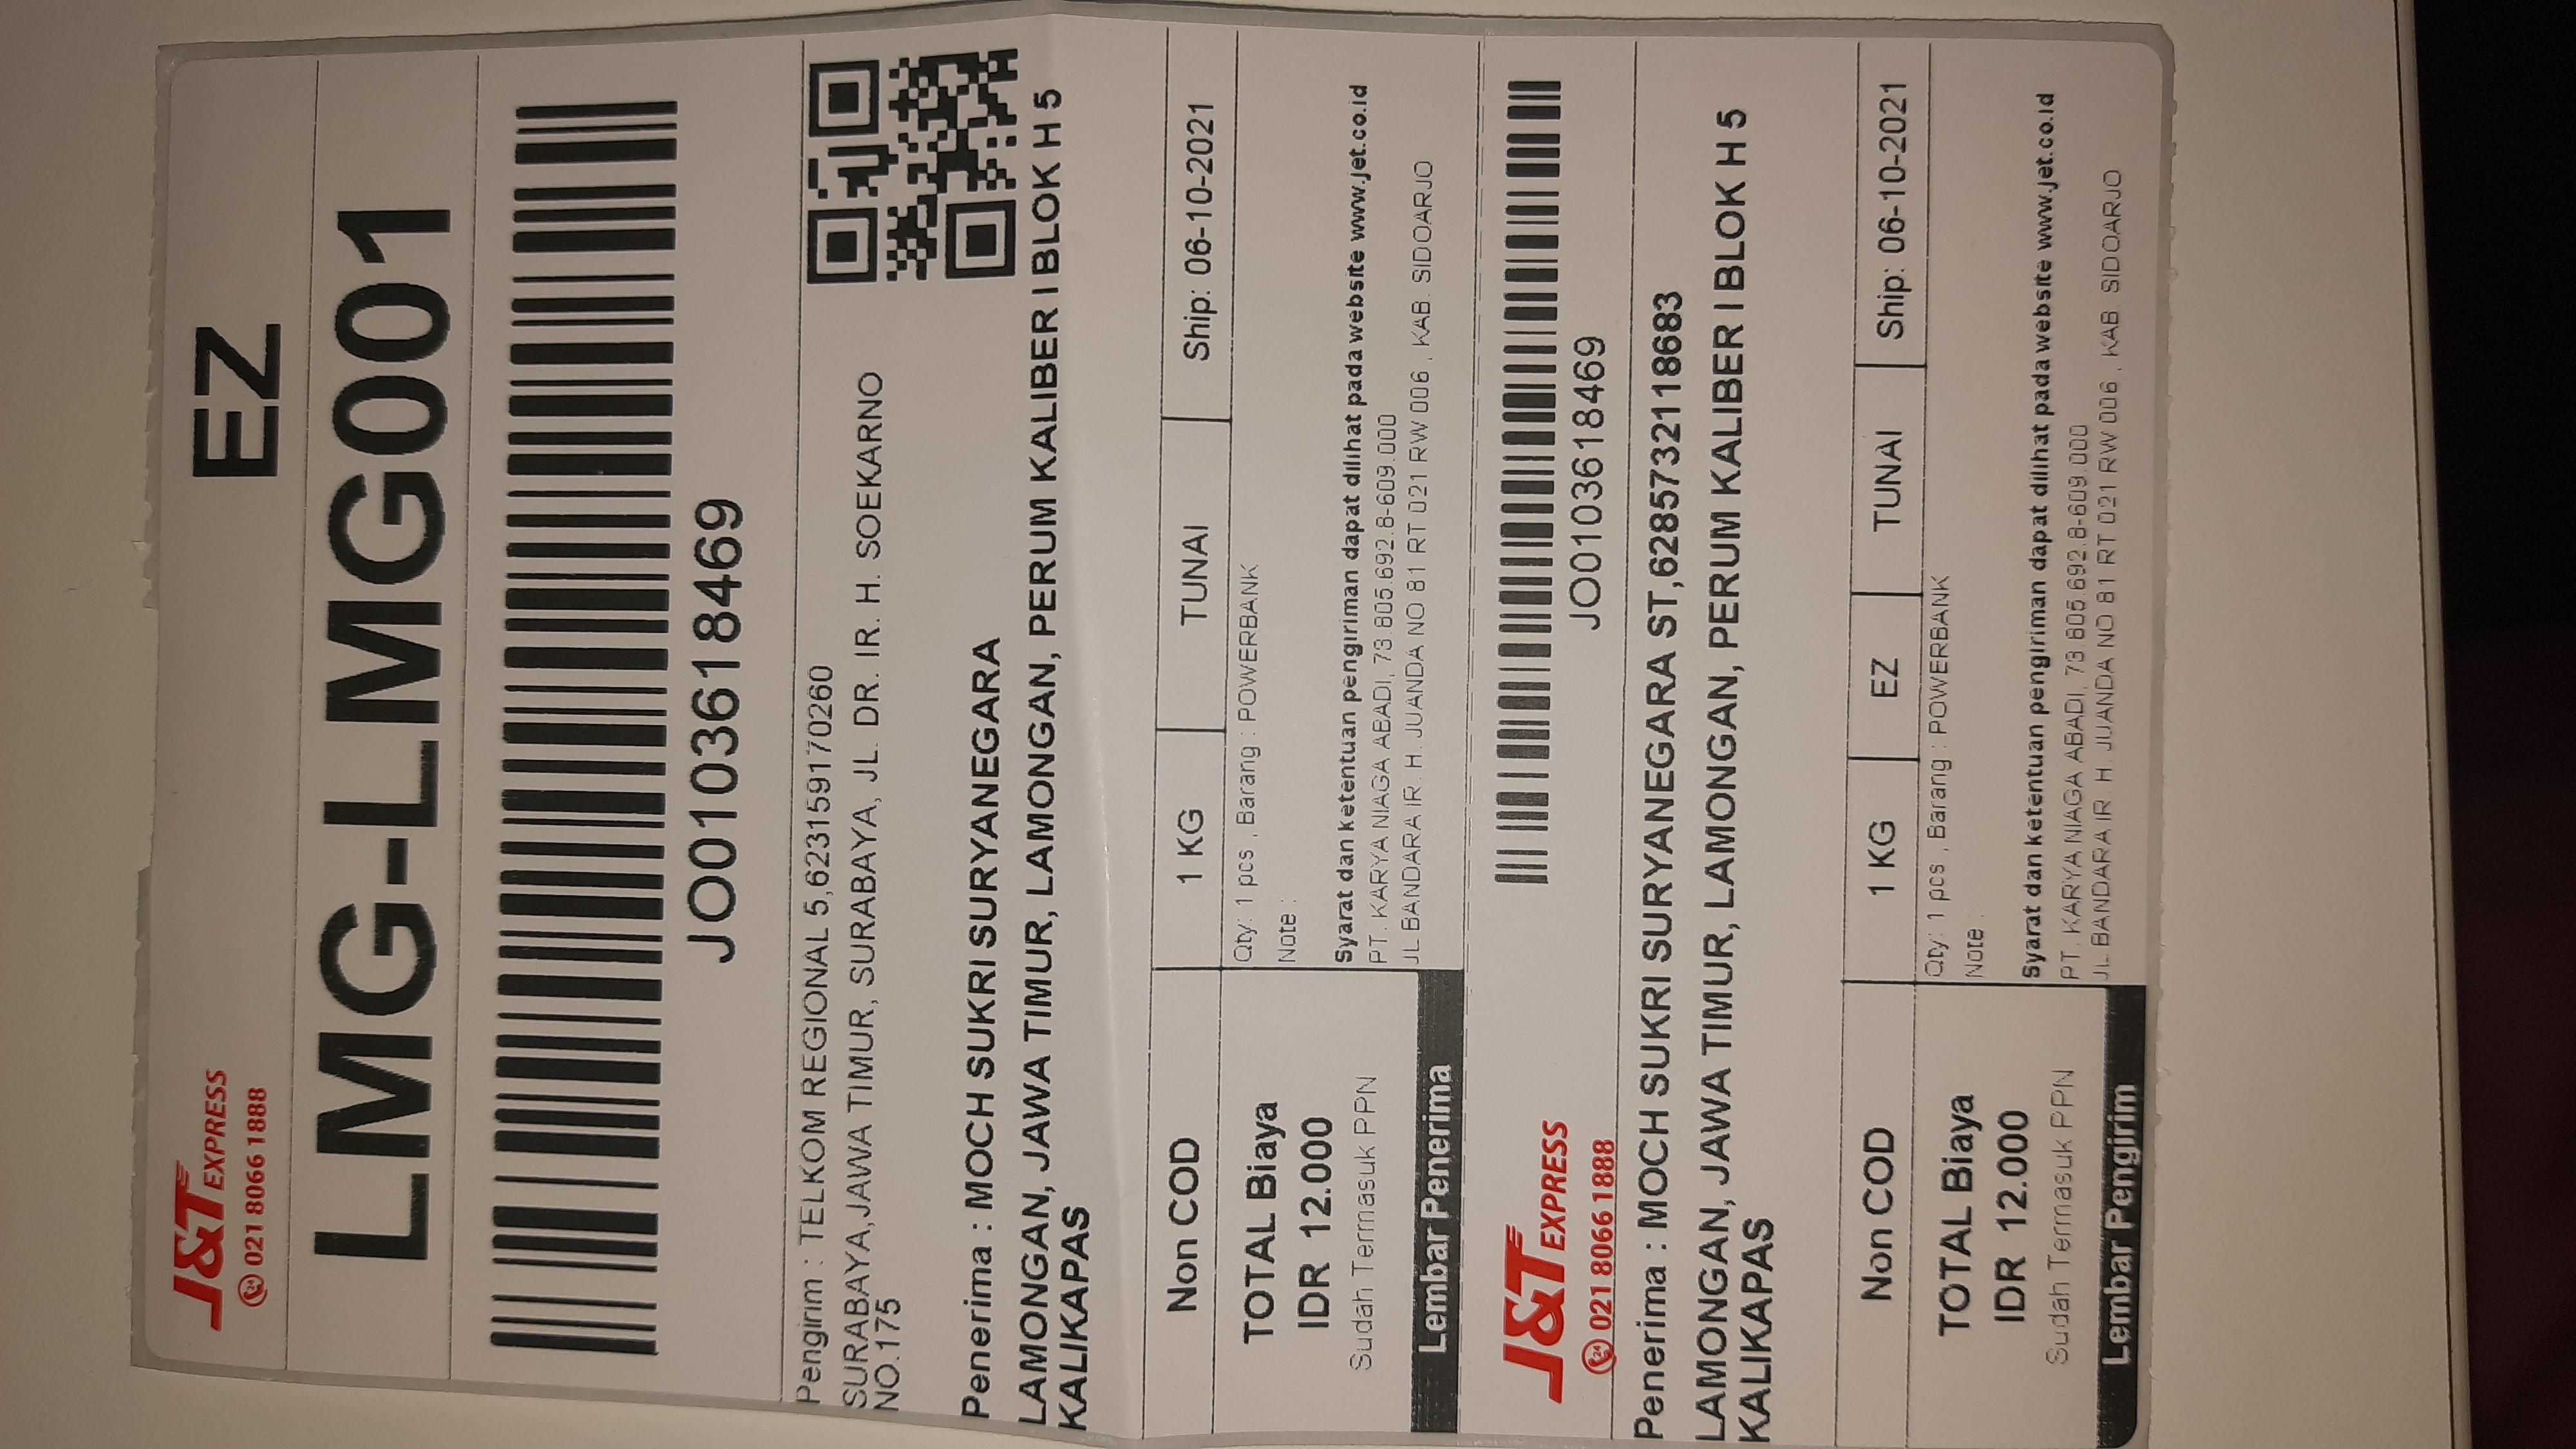 J&T EXPRESS
EZ
24 021 8066 1888
LMG-LMG001
JO0103618469
Pengirim : TELKOM REGIONAL 5,623159170260
SURABAYA,JAWA TIMUR, SURABAYA, JL. DR. IR. H. SOEKARNO
NO.175
Penerima : MOCH SUKRI SURYANEGARA
LAMONGAN, JAWA TIMUR, LAMONGAN, PERUM KALIBER I BLOK H 5
KALIKAPAS
Non COD 1 KG TUNAI Ship: 06-10-2021
TOTAL Biaya
IDR 12.000
Sudah Termasuk PPN
Lembar Penerima
Qty: 1 pcs , Barang : POWERBANK
Note :
Syarat dan ketentuan pengiriman dapat dilihat pada website www.jet.co.id
PT. KARYA NIAGA ABADI, 73.805.692.8-609.000
JL BANDARA IR. H. JUANDA NO 81 RT 021 RW 006 , KAB. SIDOARJO
J&T EXPRESS
24 021 8066 1888
JO0103618469
Penerima : MOCH SUKRI SURYANEGARA ST,6285732118683
LAMONGAN, JAWA TIMUR, LAMONGAN, PERUM KALIBER I BLOK H 5
KALIKAPAS
Non COD 1 KG EZ TUNAI Ship: 06-10-2021
TOTAL Biaya
IDR 12.000
Sudah Termasuk PPN
Lembar Pengirim
Qty: 1 pcs , Barang : POWERBANK
Note :
Syarat dan ketentuan pengiriman dapat dilihat pada website www.jet.co.id
PT. KARYA NIAGA ABADI, 73.805.692.8-609.000
JL BANDARA IR. H. JUANDA NO 81 RT 021 RW 006 , KAB. SIDOARJO